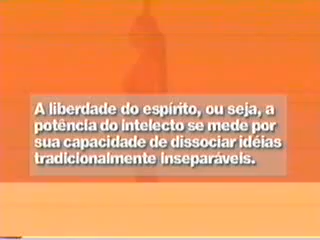 A liberdade do espírito, ou seja, a
potência do intelecto se mede por
sua capacidade de dissociar idéias
tradicionalmente inseparáveis.